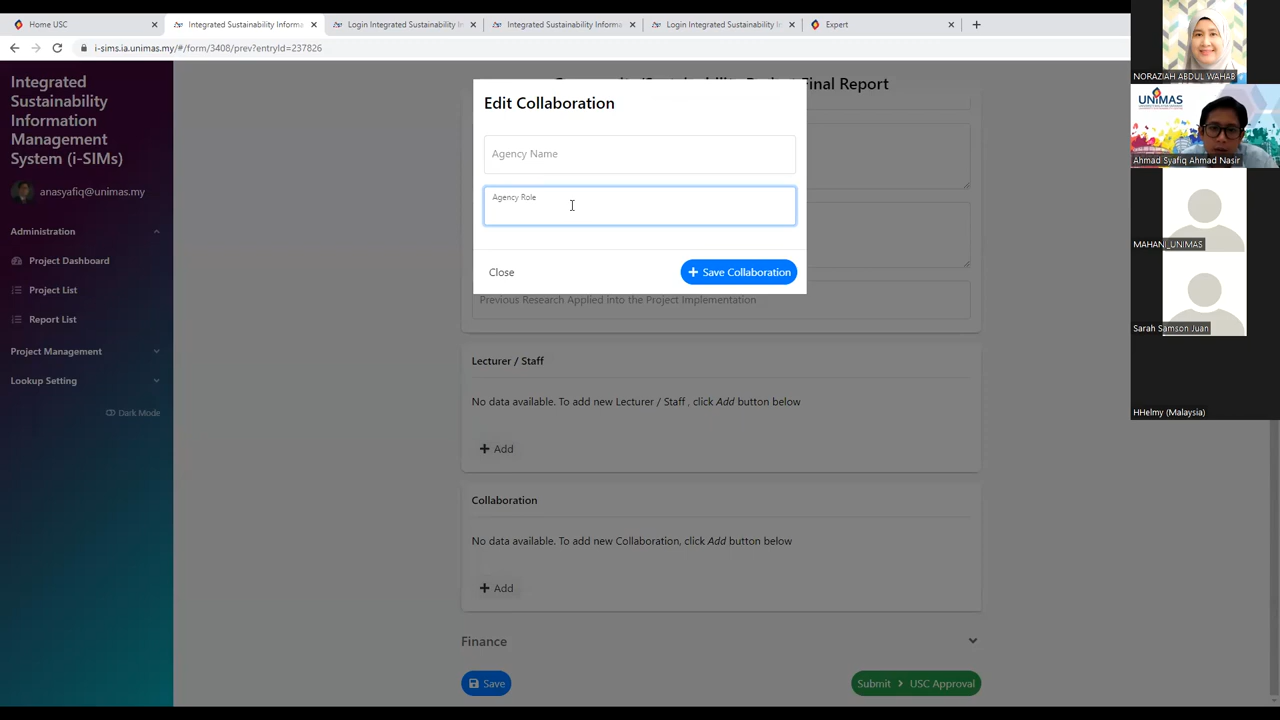 Home USC
Integrated Sustainability Informa
Login Integrated Sustainability In
Integrated Sustainability Informa
Login Integrated Sustainability In
Expert
i-sims.ia.unimas.my/#/form/3408/prev?entryId=237826
Integrated
Sustainability
Information
Management
System (i-SIMs)
anasyafiq@unimas.my
Administration
Project Dashboard
Project List
Report List
Project Management
Lookup Setting
Dark Mode
Final Report
Edit Collaboration
Agency Name
Agency Role
Close
Save Collaboration
Previous Research Applied into the Project Implementation
Lecturer / Staff
No data available. To add new Lecturer / Staff , click Add button below
Add
Collaboration
No data available. To add new Collaboration, click Add button below
Add
Finance
Save
Submit > USC Approval
NORAZIAH ABDUL WAHAB
UNIMAS
Ahmad Syafiq Ahmad Nasir
MAHANI_UNIMAS
Sarah Samson Juan
HHelmy (Malaysia)